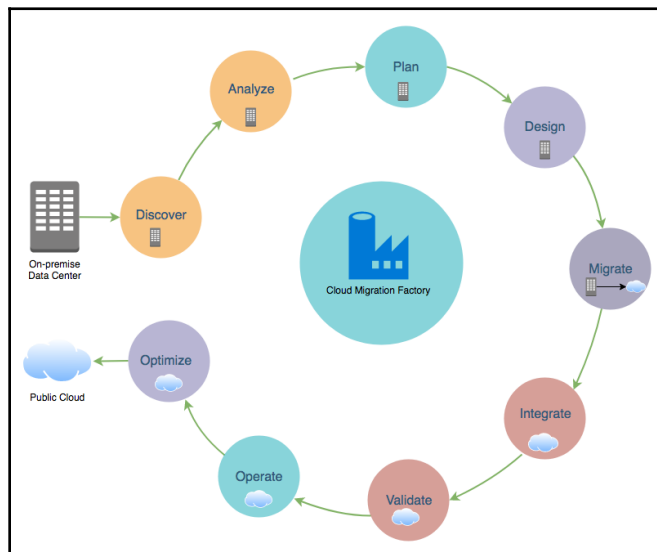 Plan
Analyze
Design
Discover
On-premise
Data Center
Migrate
Cloud Migration Factory
Optimize
Public Cloud
Integrate
Operate
Validate